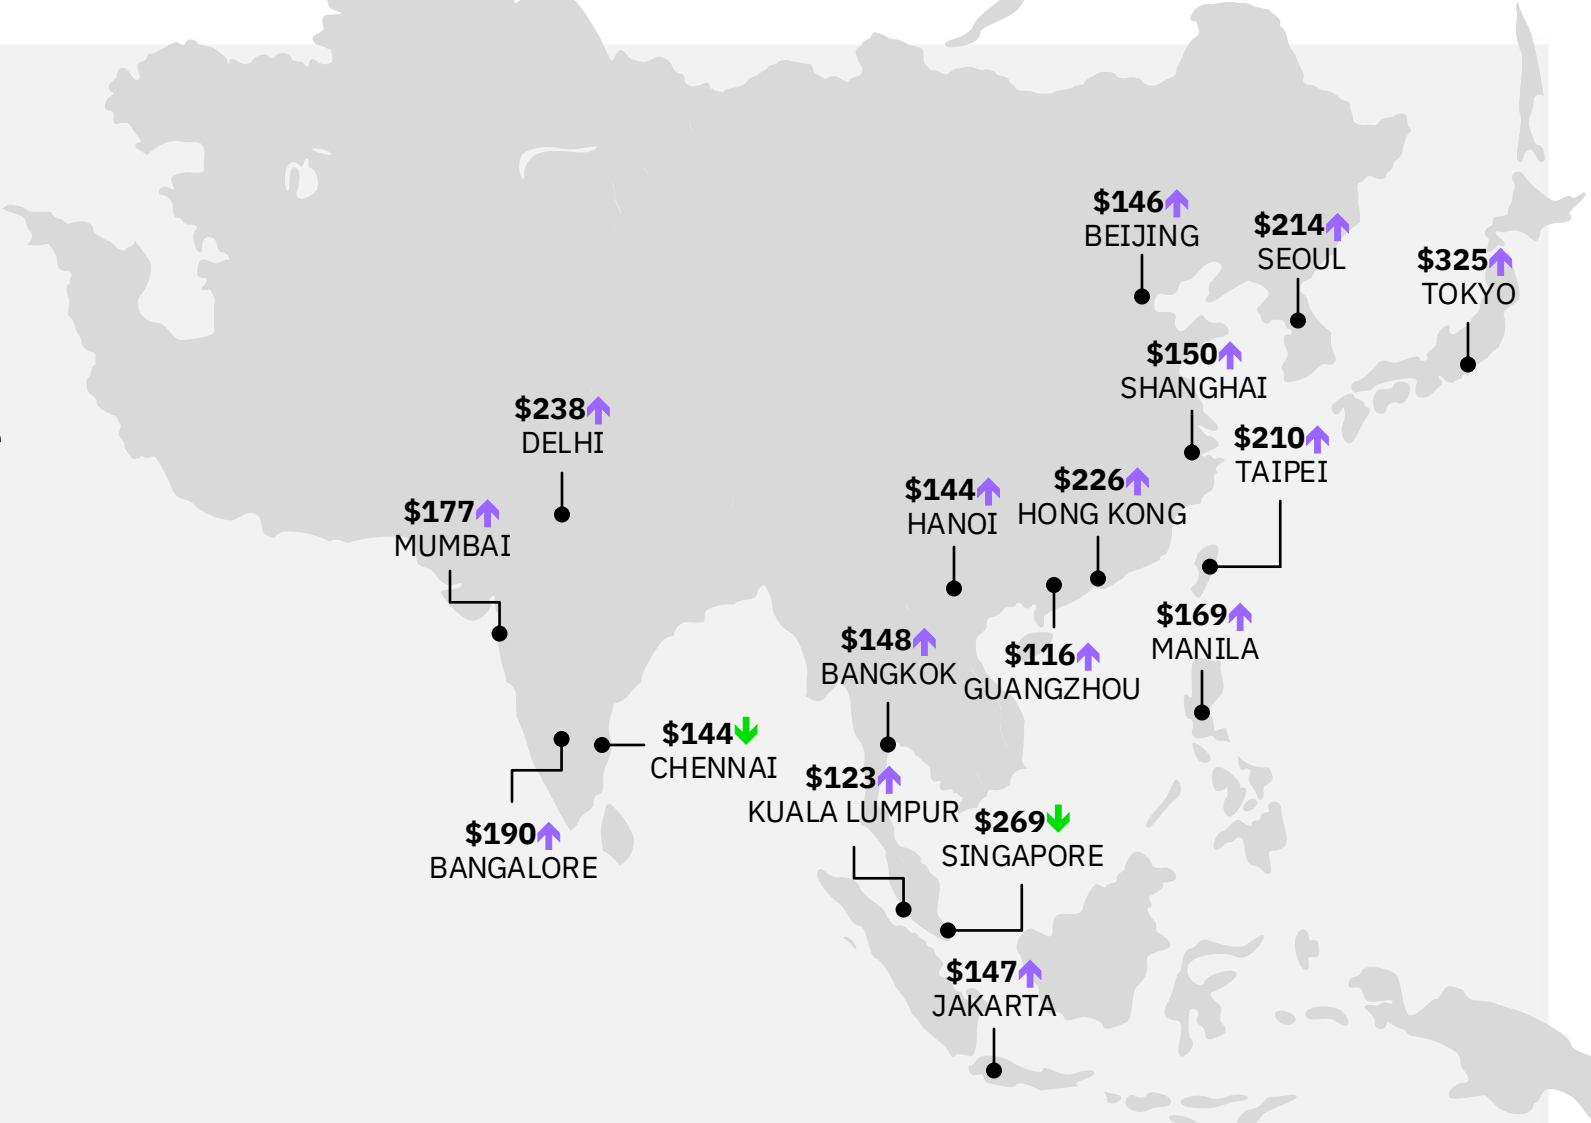 $146
BEIJING
$214
SEOUL
$325
TOKYO
$150
SHANGHAI
$238
DELHI
$210
TAIPEI
$177
MUMBAI
$144
HANOI
$226
HONG KONG
$169
MANILA
$148
BANGKOK
$116
GUANGZHOU
$144
CHENNAI
$123
KUALA LUMPUR
$269
SINGAPORE
$190
BANGALORE
$147
JAKARTA